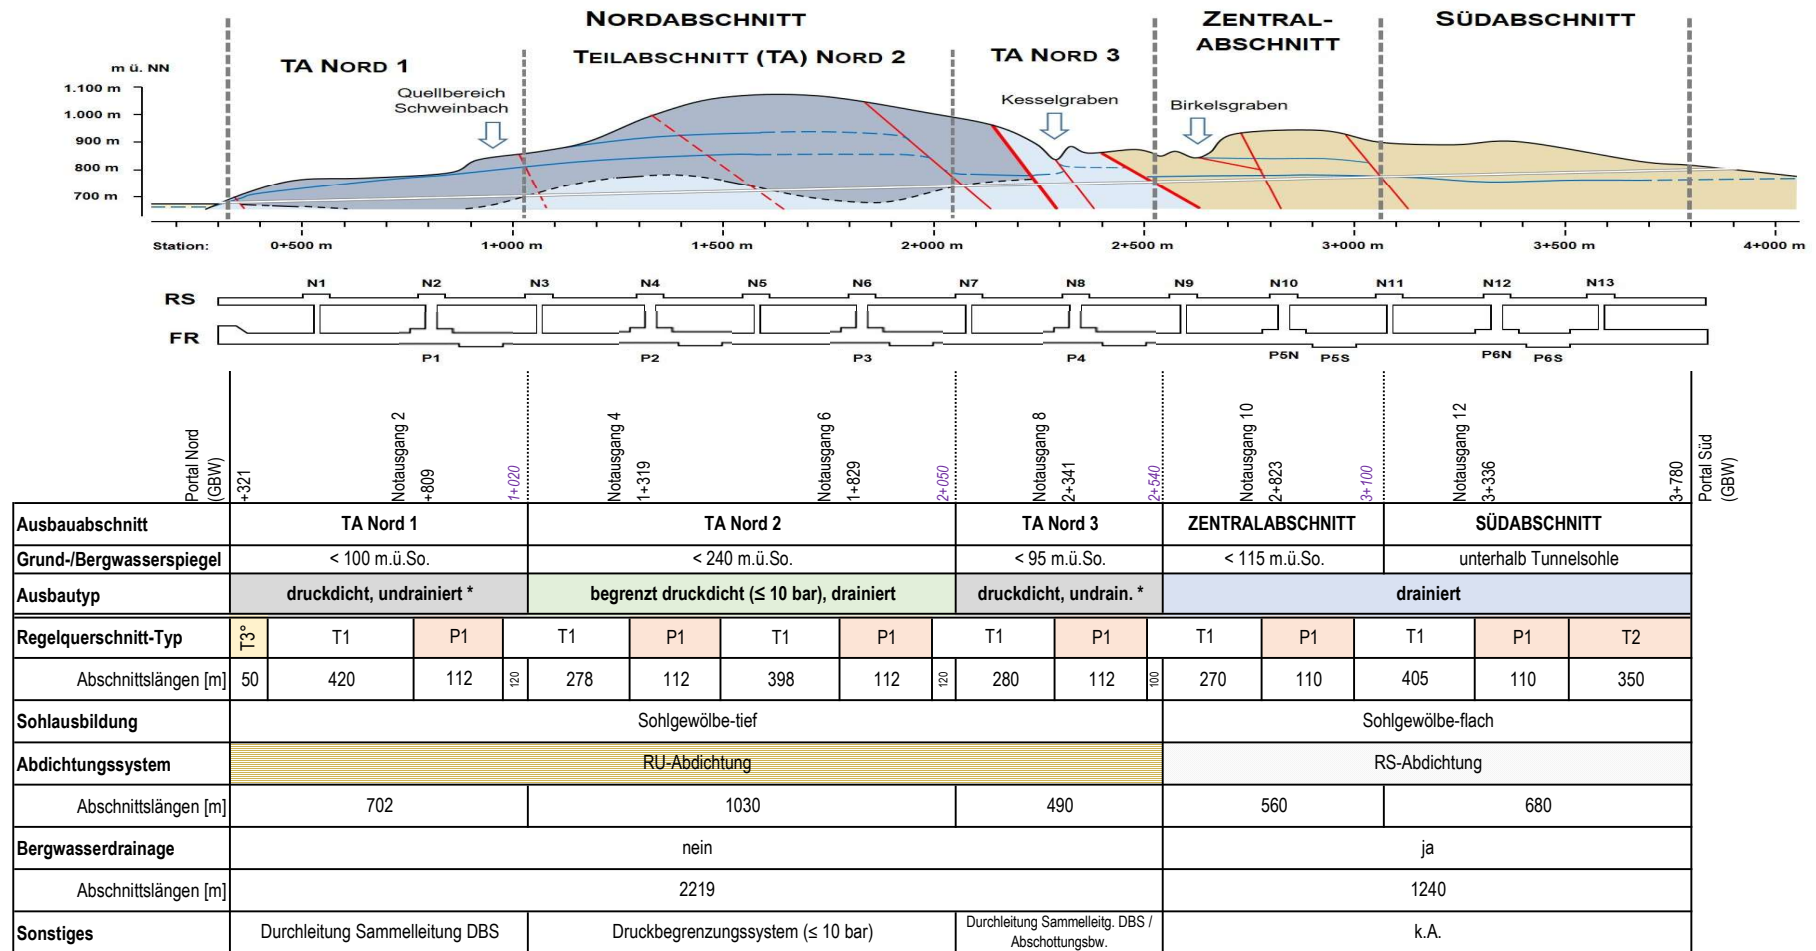 NORDABSCHNITT
ZENTRAL-
ABSCHNITT
SÜDABSCHNITT
TA NORD 1
TEILABSCHNITT (TA) NORD 2
TA NORD 3
m ü. NN
1.100 m
1.000 m
900 m
800 m
700 m
Quellbereich
Schweinbach
Kesselgraben
Birkelsgraben
Station: 0+500 m 1+000 m 1+500 m 2+000 m 2+500 m 3+000 m 3+500 m 4+000 m
N1 N2 N3 N4 N5 N6 N7 N8 N9 N10 N11 N12 N13
RS
FR
P1 P2 P3 P4 P5N P5S P6N P6S
Portal Nord
(GBW)
+321
Notausgang 2
+809
1+020
Notausgang 4
1+319
Notausgang 6
1+829
2+050
Notausgang 8
2+341
2+540
Notausgang 10
2+823
3+100
Notausgang 12
3+336
3+780
Portal Süd
(GBW)
Ausbauabschnitt TA Nord 1 TA Nord 2 TA Nord 3 ZENTRALABSCHNITT SÜDABSCHNITT
Grund-/Bergwasserspiegel < 100 m.ü.So. < 240 m.ü.So. < 95 m.ü.So. < 115 m.ü.So. unterhalb Tunnelsohle
Ausbautyp druckdicht, undrainiert * begrenzt druckdicht (≤ 10 bar), drainiert druckdicht, undrain. * drainiert
Regelquerschnitt-Typ T3° T1 P1 T1 P1 T1 P1 T1 P1 T1 P1 T1 P1 T2
Abschnittslängen [m] 50 420 112 120 278 112 398 112 120 280 112 100 270 110 405 110 350
Sohlausbildung Sohlgewölbe-tief Sohlgewölbe-flach
Abdichtungssystem RU-Abdichtung RS-Abdichtung
Abschnittslängen [m] 702 1030 490 560 680
Bergwasserdrainage nein ja
Abschnittslängen [m] 2219 1240
Sonstiges Durchleitung Sammelleitung DBS Druckbegrenzungssystem (≤ 10 bar) Durchleitung Sammelleitg. DBS / Abschottungsbw. k.A.